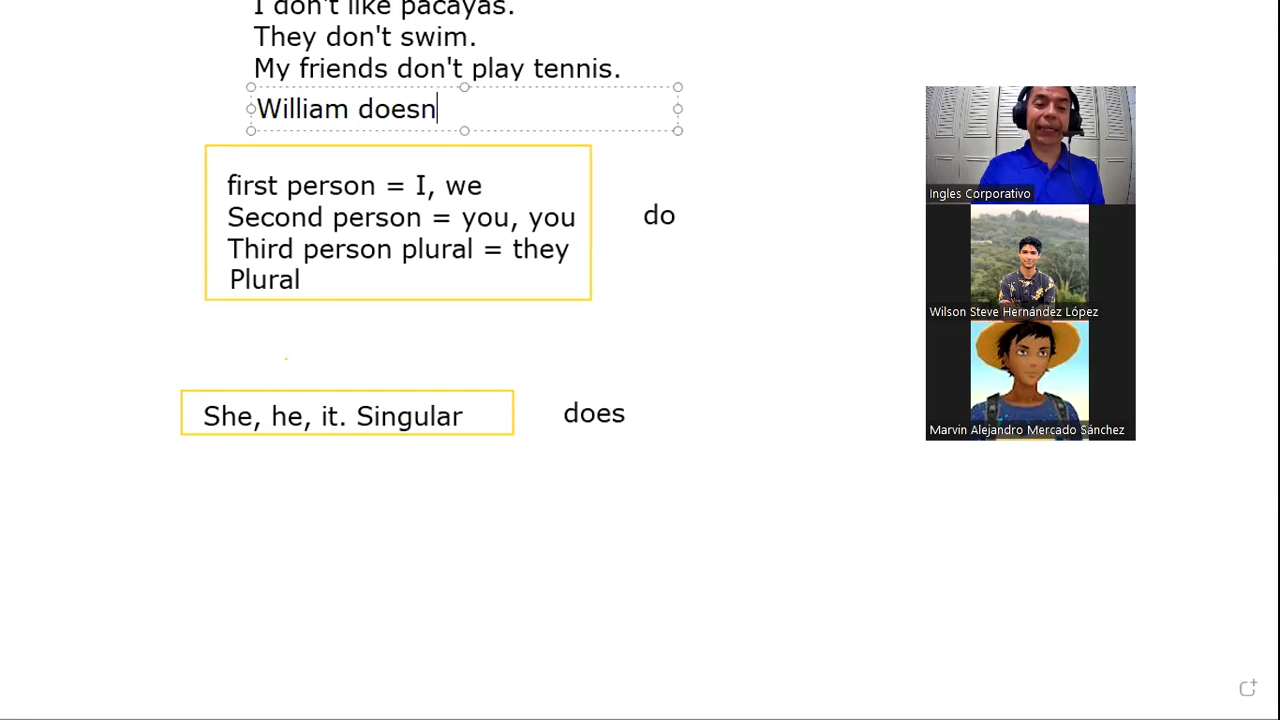 I don't like pacayas.
They don't swim.
My friends don't play tennis.
William doesn
first person = I, we
Second person = you, you
Third person plural = they
Plural
do
She, he, it. Singular
does
Ingles Corporativo
Wilson Steve Hernández López
Marvin Alejandro Mercado Sánchez